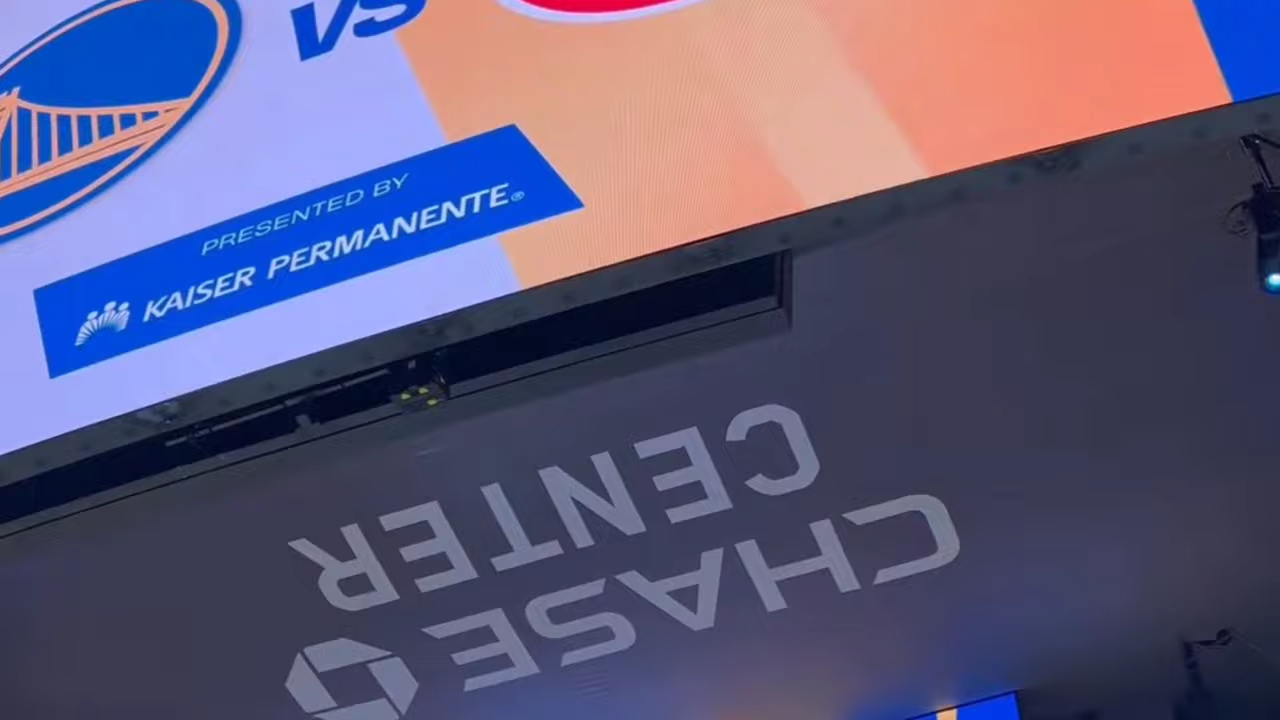 VS
PRESENTED BY
KAISER PERMANENTE®
CHASE
CENTER